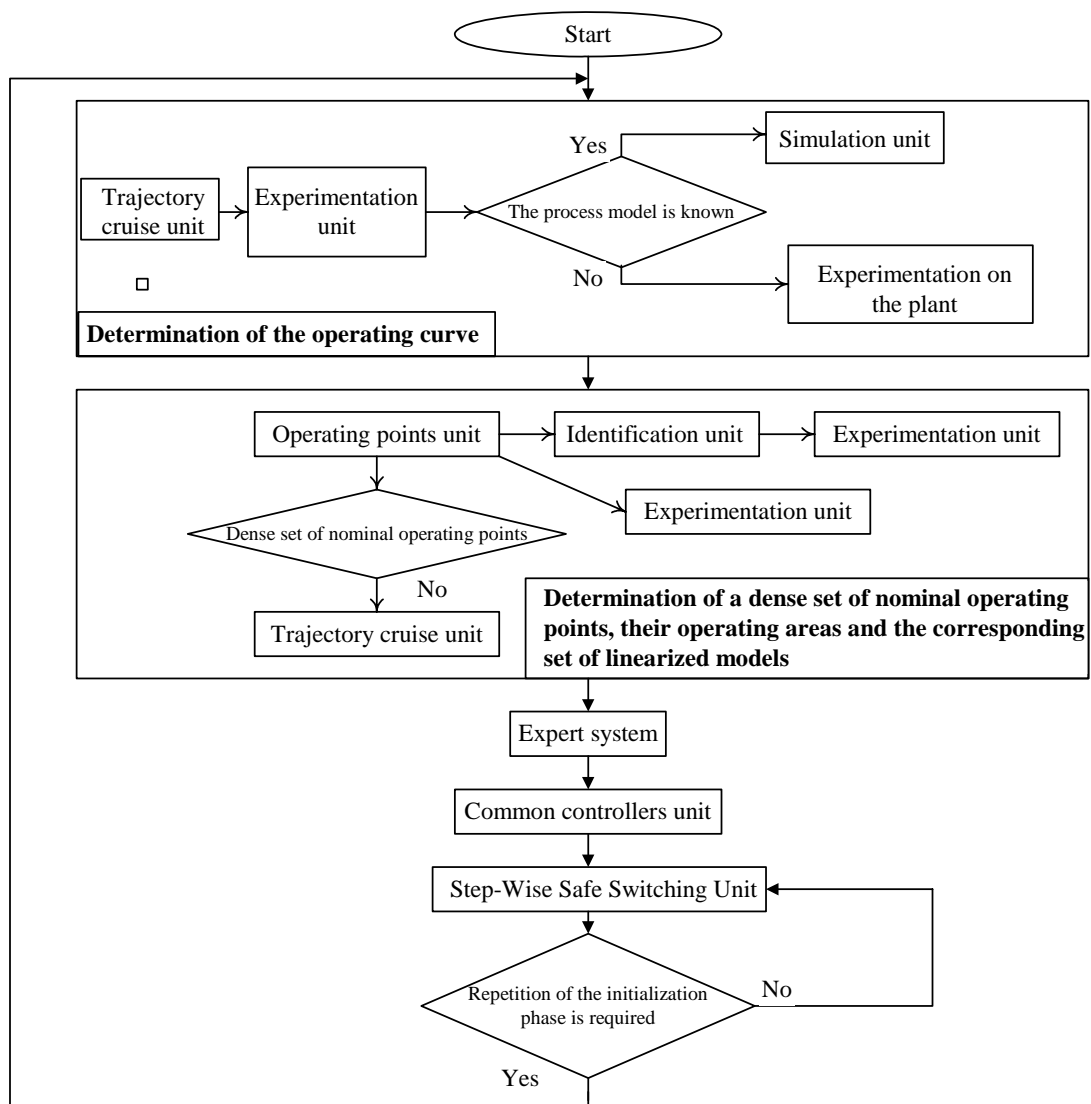 Start
Yes
Simulation unit
Trajectory
cruise unit
Experimentation
unit
The process model is known
No
Experimentation on
the plant
Determination of the operating curve
Operating points unit
Identification unit
Experimentation unit
Experimentation unit
Dense set of nominal operating points
No
Trajectory cruise unit
Determination of a dense set of nominal operating
points, their operating areas and the corresponding
set of linearized models
Expert system
Common controllers unit
Step-Wise Safe Switching Unit
Repetition of the initialization
phase is required
No
Yes